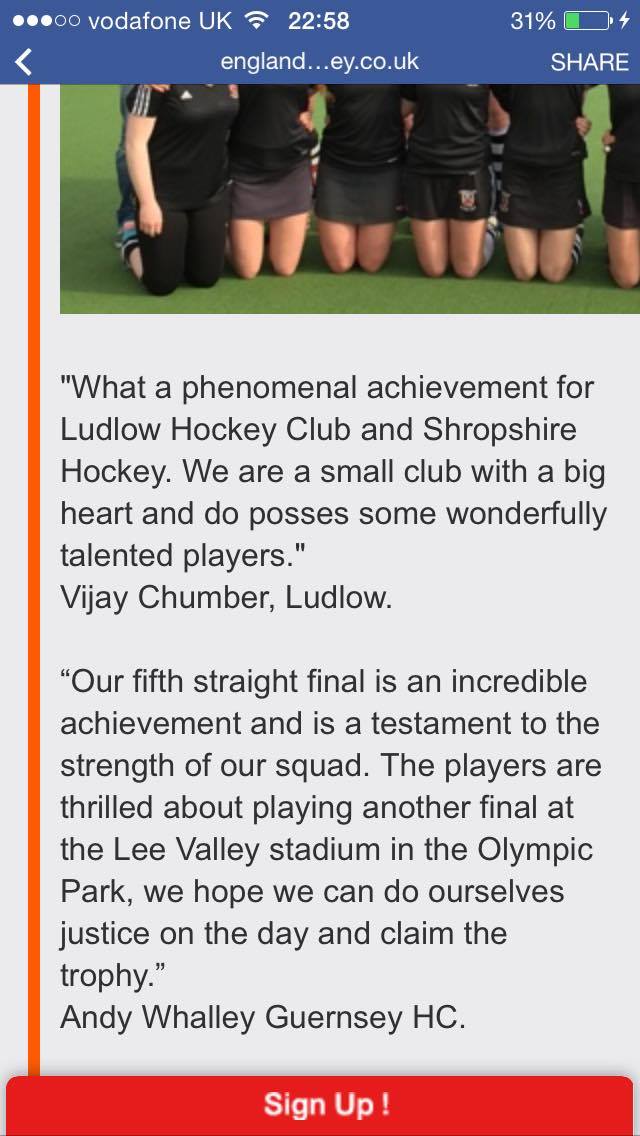 vodafone UK 22:58 31%
england...ey.co.uk SHARE
"What a phenomenal achievement for
Ludlow Hockey Club and Shropshire
Hockey. We are a small club with a big
heart and do posses some wonderfully
talented players."
Vijay Chumber, Ludlow.
“Our fifth straight final is an incredible
achievement and is a testament to the
strength of our squad. The players are
thrilled about playing another final at
the Lee Valley stadium in the Olympic
Park, we hope we can do ourselves
justice on the day and claim the
trophy.”
Andy Whalley Guernsey HC.
Sign Up !